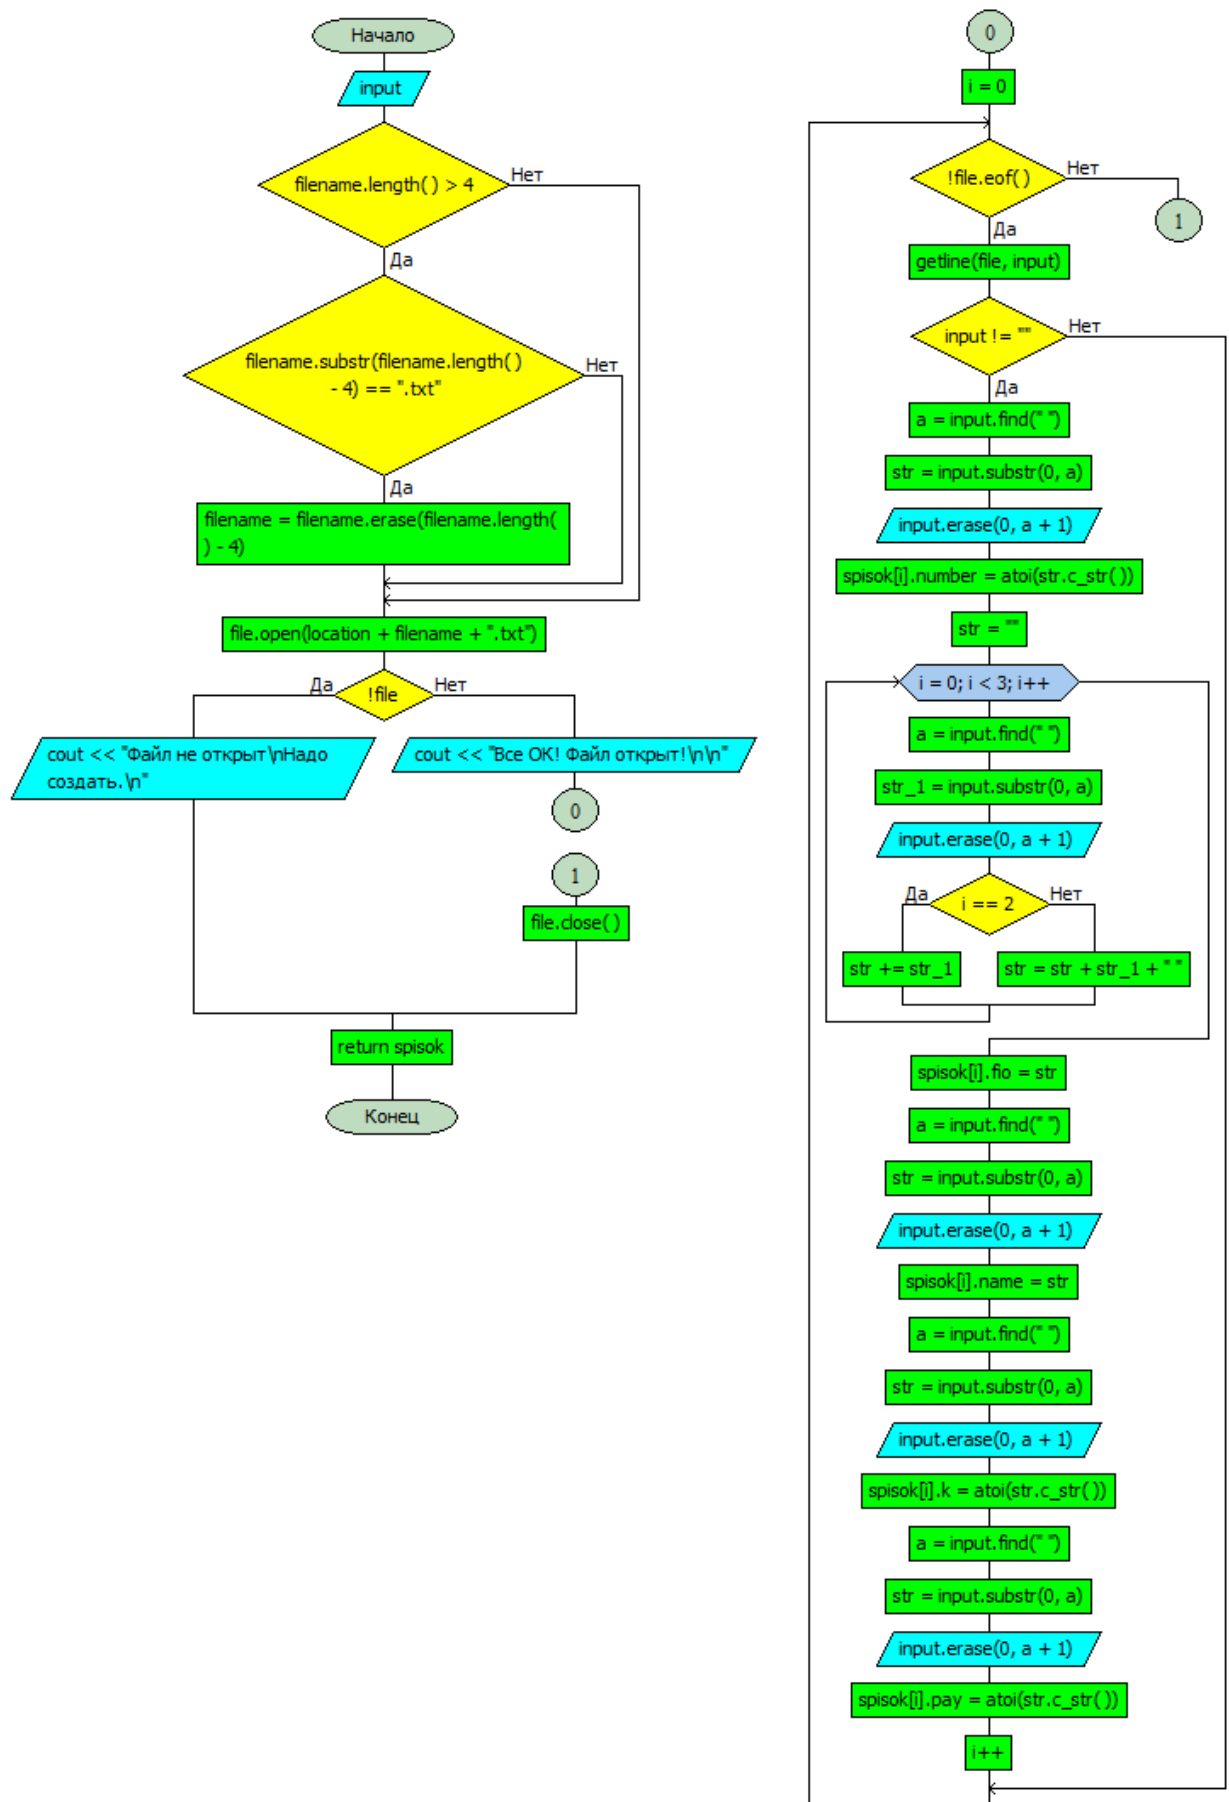 Начало
input
filename.length() > 4
Нет
Да
filename.substr(filename.length()
- 4) == ".txt"
Нет
Да
filename = filename.erase(filename.length(
) - 4)
file.open(location + filename + ".txt")
!file
Да
Нет
cout << "Файл не открыт\nНадо
создать.\n"
cout << "Все ОК! Файл открыт!\n\n"
0
1
file.close()
return spisok
Конец
0
i = 0
!file.eof()
Нет
1
Да
getline(file, input)
input != ""
Нет
Да
a = input.find(" ")
str = input.substr(0, a)
input.erase(0, a + 1)
spisok[i].number = atoi(str.c_str())
str = ""
i = 0; i < 3; i++
a = input.find(" ")
str_1 = input.substr(0, a)
input.erase(0, a + 1)
i == 2
Да
Нет
str += str_1
str = str + str_1 + " "
spisok[i].fio = str
a = input.find(" ")
str = input.substr(0, a)
input.erase(0, a + 1)
spisok[i].name = str
a = input.find(" ")
str = input.substr(0, a)
input.erase(0, a + 1)
spisok[i].k = atoi(str.c_str())
a = input.find(" ")
str = input.substr(0, a)
input.erase(0, a + 1)
spisok[i].pay = atoi(str.c_str())
i++